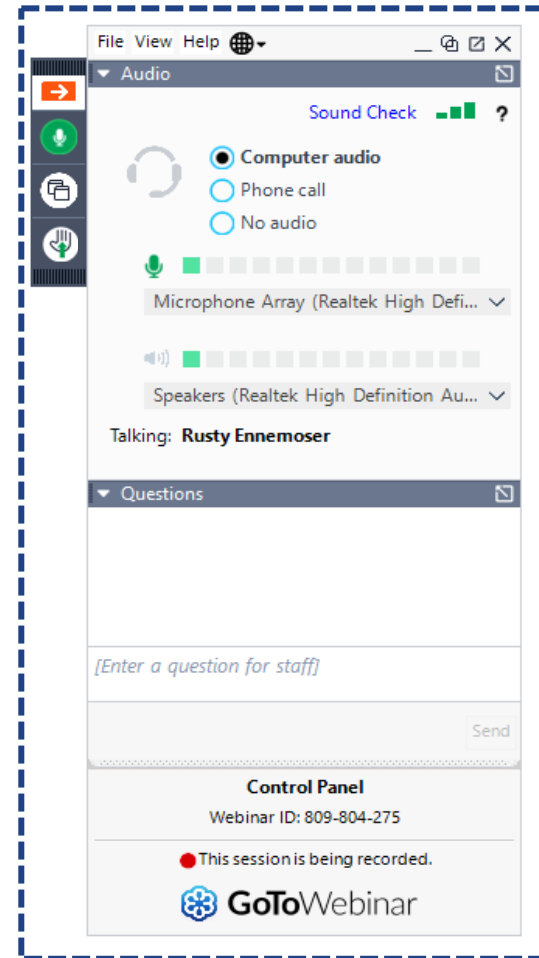 File View Help
Audio
Sound Check ?
Computer audio
Phone call
No audio
Microphone Array (Realtek High Defi...
Speakers (Realtek High Definition Au...
Talking: Rusty Ennemoser
Questions
[Enter a question for staff]
Send
Control Panel
Webinar ID: 809-804-275
This session is being recorded.
GoToWebinar